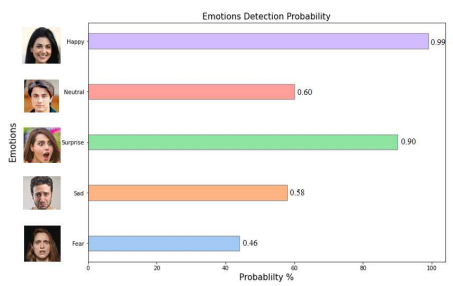 Emotions Detection Probability
Happy
0.99
Neutral
0.60
Surprise
0.90
Sad
0.58
Fear
0.46
Emotions
0
20
40
60
80
100
Probablilty %